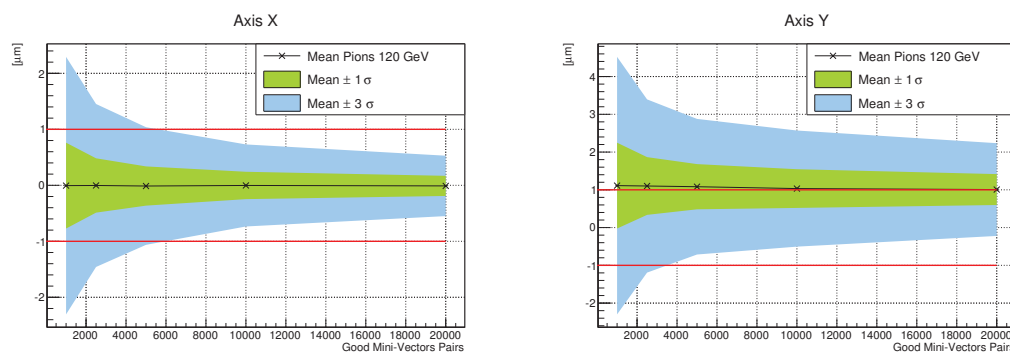 Axis X
[μm]
Mean Pions 120 GeV
Mean ± 1 σ
Mean ± 3 σ
2
1
0
-1
-2
2000 4000 6000 8000 10000 12000 14000 16000 18000 20000
Good Mini-Vectors Pairs
Axis Y
[μm]
Mean Pions 120 GeV
Mean ± 1 σ
Mean ± 3 σ
4
3
2
1
0
-1
-2
2000 4000 6000 8000 10000 12000 14000 16000 18000 20000
Good Mini-Vectors Pairs